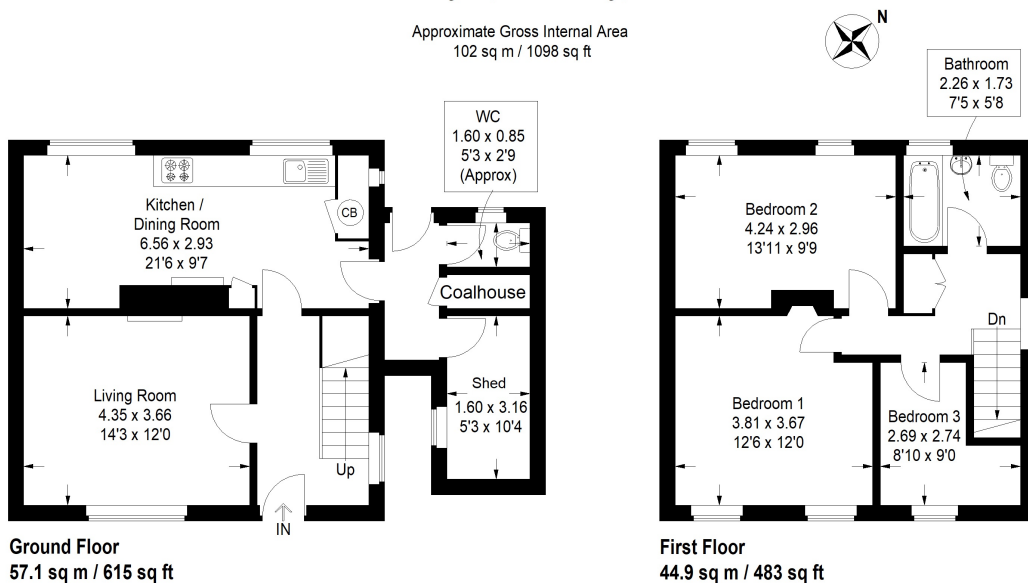 Approximate Gross Internal Area
102 sq m / 1098 sq ft
N
Bathroom
2.26 x 1.73
7'5 x 5'8
WC
1.60 x 0.85
5'3 x 2'9
(Approx)
Kitchen /
Dining Room
6.56 x 2.93
21'6 x 9'7
CB
Coalhouse
Living Room
4.35 x 3.66
14'3 x 12'0
Shed
1.60 x 3.16
5'3 x 10'4
Up
IN
Bedroom 2
4.24 x 2.96
13'11 x 9'9
Dn
Bedroom 1
3.81 x 3.67
12'6 x 12'0
Bedroom 3
2.69 x 2.74
8'10 x 9'0
Ground Floor
57.1 sq m / 615 sq ft
First Floor
44.9 sq m / 483 sq ft